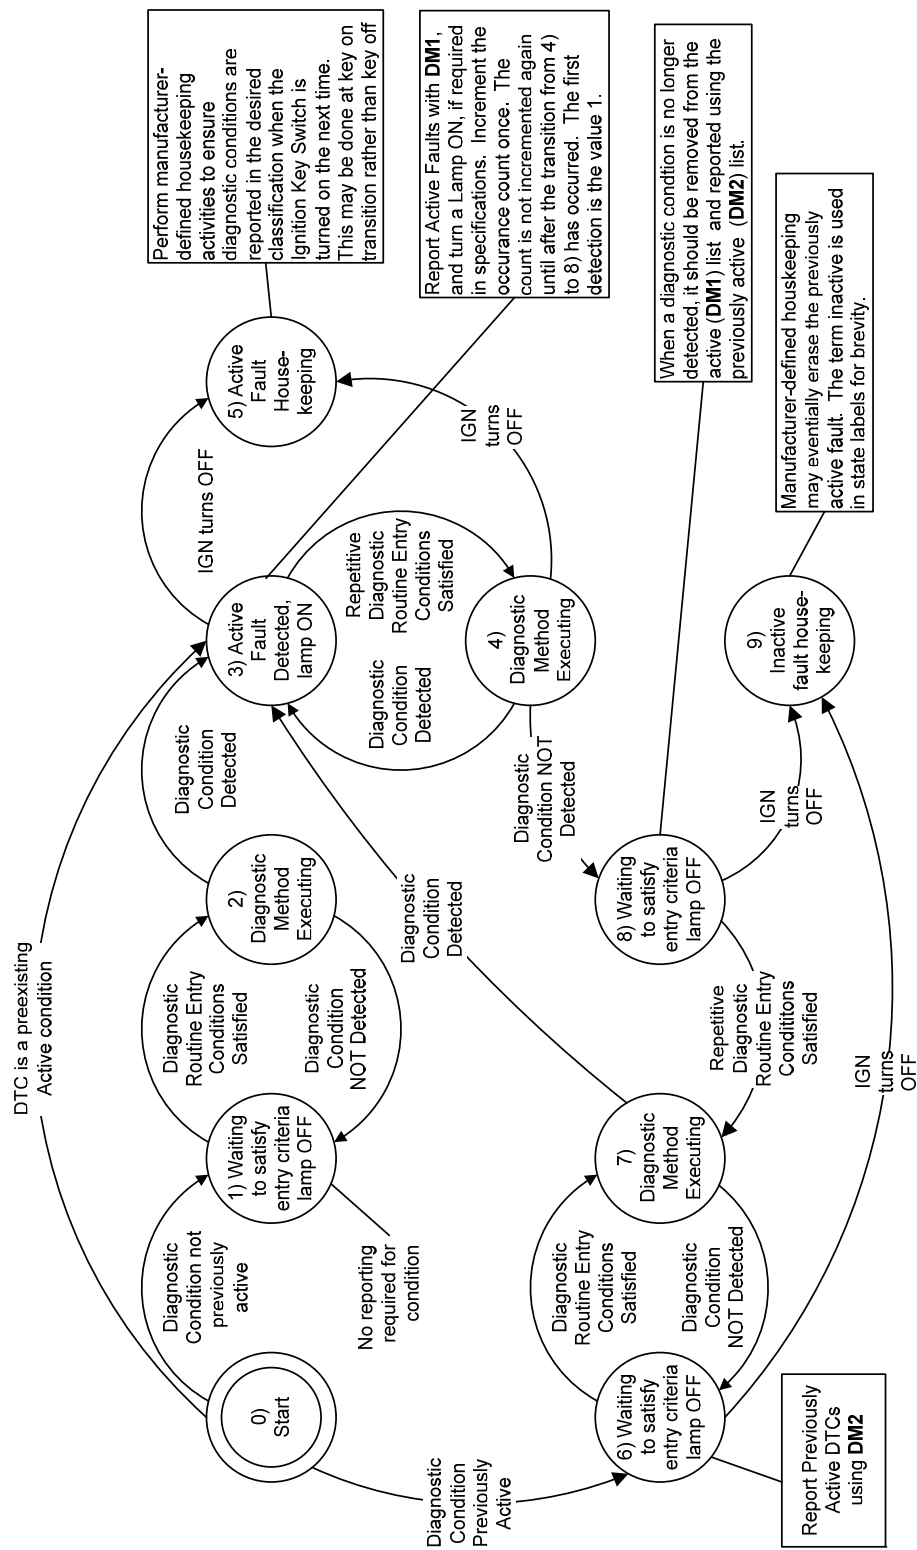 0)
Start
DTC is a preexisting
Active condition
Diagnostic
Condition not
previously
active
1) Waiting
to satisfy
entry criteria
lamp OFF
No reporting
required for
condition
Diagnostic
Routine Entry
Conditions
Satisfied
Diagnostic
Condition
NOT Detected
2)
Diagnostic
Method
Executing
Diagnostic
Condition
Detected
3) Active
Fault
Detected,
lamp ON
IGN turns OFF
5) Active
Fault
House-
keeping
Perform manufacturer-
defined housekeeping
activities to ensure
diagnostic conditions are
reported in the desired
classification when the
Ignition Key Switch is
turned on the next time.
This may be done at key on
transition rather than key off
Report Active Faults with DM1,
and turn a Lamp ON, if required
in specifications. Increment the
occurance count once. The
count is not incremented again
until after the transition from 4)
to 8) has occurred. The first
detection is the value 1.
Repetitive
Diagnostic
Routine Entry
Conditions
Satisfied
Diagnostic
Condition
Detected
4)
Diagnostic
Method
Executing
IGN
turns
OFF
Diagnostic
Condition NOT
Detected
8) Waiting
to satisfy
entry criteria
lamp OFF
When a diagnostic condtion is no longer
detected, it should be removed from the
active (DM1) list and reported using the
previously active (DM2) list.
IGN
turns
OFF
9)
Inactive
fault house-
keeping
Manufacturer-defined houskeeping
may eventially erase the previously
active fault. The term inactive is used
in state labels for brevity.
Repetitive
Diagnostic
Routine Entry
Condititons
Satisfied
7)
Diagnostic
Method
Executing
Diagnostic
Condition
Detected
Diagnostic
Routine Entry
Conditions
Satisfied
Diagnostic
Condition
NOT Detected
6) Waiting
to satisfy
entry criteria
lamp OFF
Diagnostic
Condition
Previously
Active
IGN
turns
OFF
Report Previously
Active DTCs
using DM2